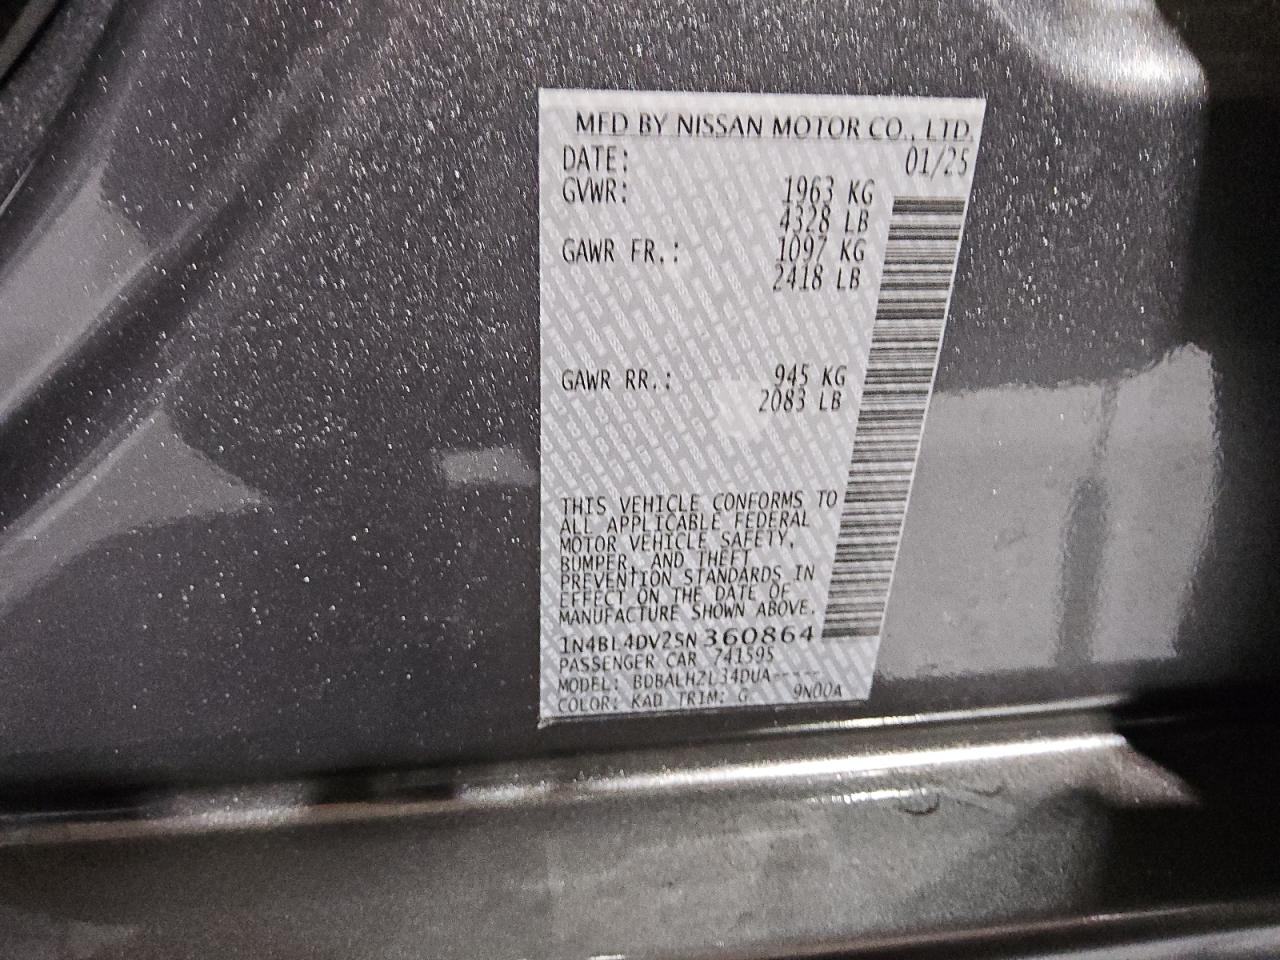 MFD BY NISSAN MOTOR CO., LTD.
DATE: 01/25
GVWR: 1963 KG
4328 LB
GAWR FR.: 1097 KG
2418 LB
GAWR RR.: 945 KG
2083 LB
THIS VEHICLE CONFORMS TO
ALL APPLICABLE FEDERAL
MOTOR VEHICLE SAFETY,
BUMPER, AND THEFT
PREVENTION STANDARDS IN
EFFECT ON THE DATE OF
MANUFACTURE SHOWN ABOVE.
1N4BL4DV2SN360864
PASSENGER CAR 741595
MODEL: BDBALHZL34DUA-----
COLOR: KAD TRIM: G 9N00A